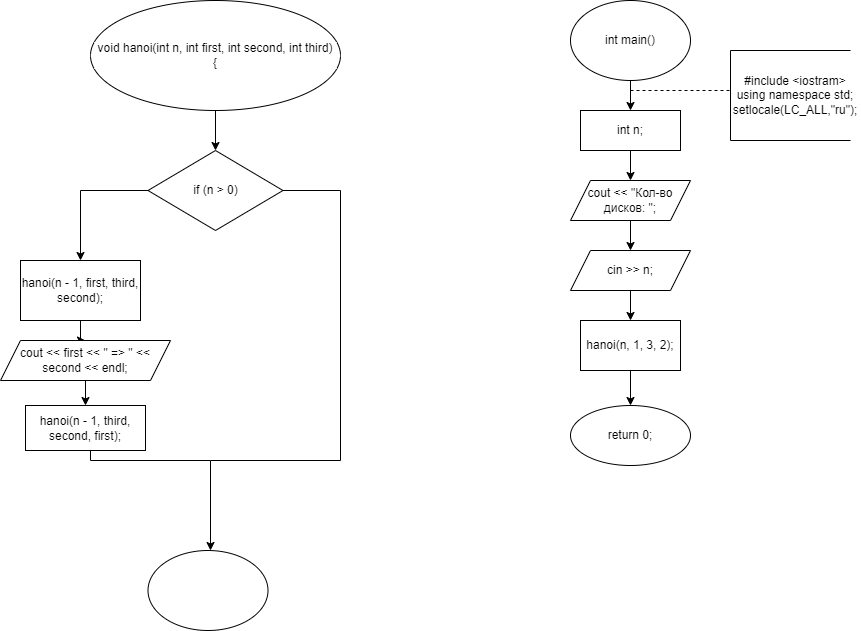 void hanoi(int n, int first, int second, int third)
{
if (n > 0)
hanoi(n - 1, first, third,
second);
cout << first << " => " <<
second << endl;
hanoi(n - 1, third,
second, first);
int main()
#include <iostram>
using namespace std;
setlocale(LC_ALL,"ru");
int n;
cout << "Кол-во
дисков: ";
cin >> n;
hanoi(n, 1, 3, 2);
return 0;